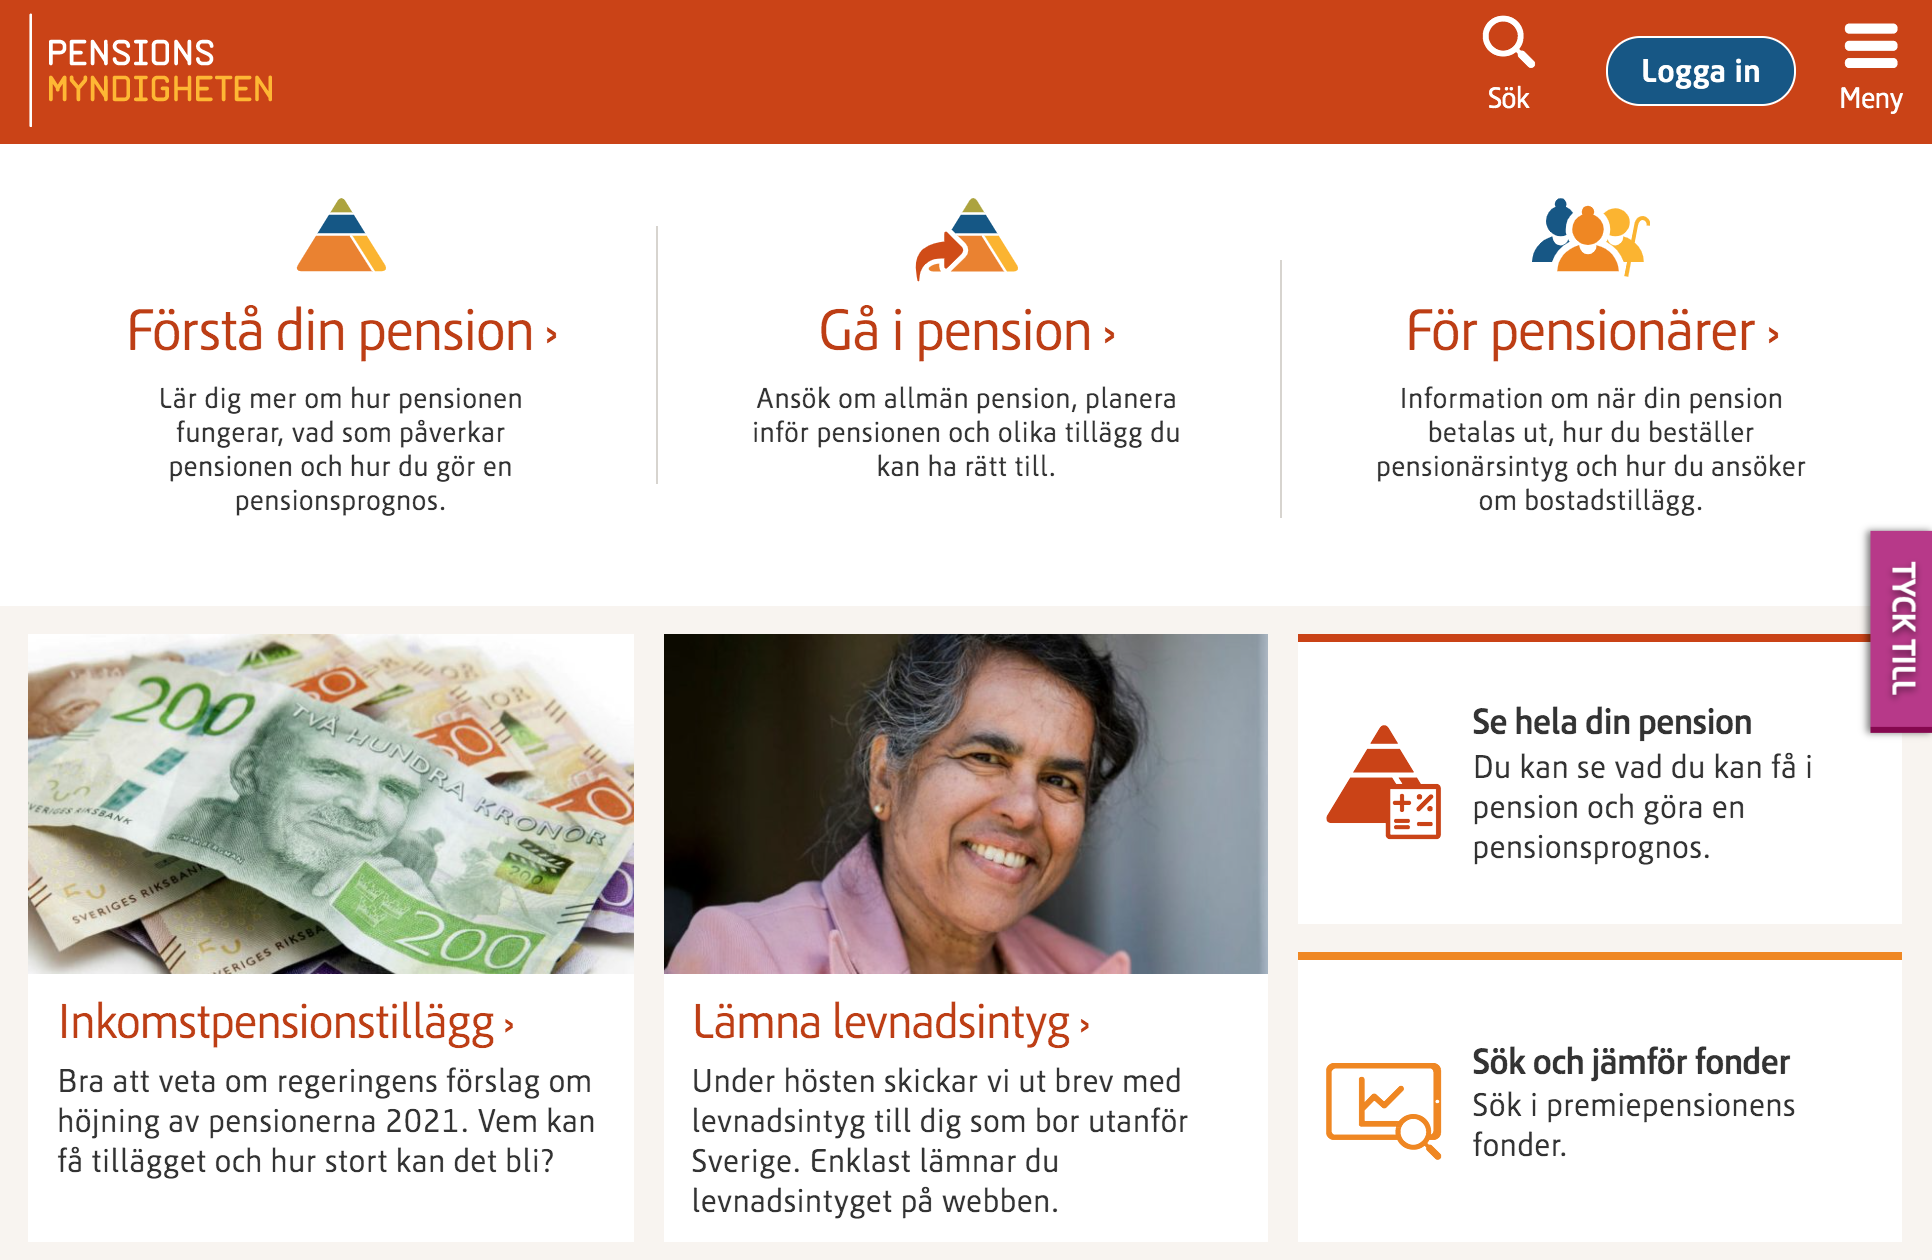 PENSIONS
MYNDIGHETEN
Sök
Logga in
Meny
Förstå din pension ›
Lär dig mer om hur pensionen
fungerar, vad som påverkar
pensionen och hur du gör en
pensionsprognos.
Gå i pension ›
Ansök om allmän pension, planera
inför pensionen och olika tillägg du
kan ha rätt till.
För pensionärer ›
Information om när din pension
betalas ut, hur du beställer
pensionärsintyg och hur du ansöker
om bostadstillägg.
TYCK TILL
200
TVÅ HUNDRA KRONOR
SVERIGES RIKSBANK
200
200
SVERIGES RIKSBANK
Inkomstpensionstillägg ›
Bra att veta om regeringens förslag om
höjning av pensionerna 2021. Vem kan
få tillägget och hur stort kan det bli?
Lämna levnadsintyg ›
Under hösten skickar vi ut brev med
levnadsintyg till dig som bor utanför
Sverige. Enklast lämnar du
levnadsintyget på webben.
Se hela din pension
Du kan se vad du kan få i
pension och göra en
pensionsprognos.
Sök och jämför fonder
Sök i premiepensionens
fonder.